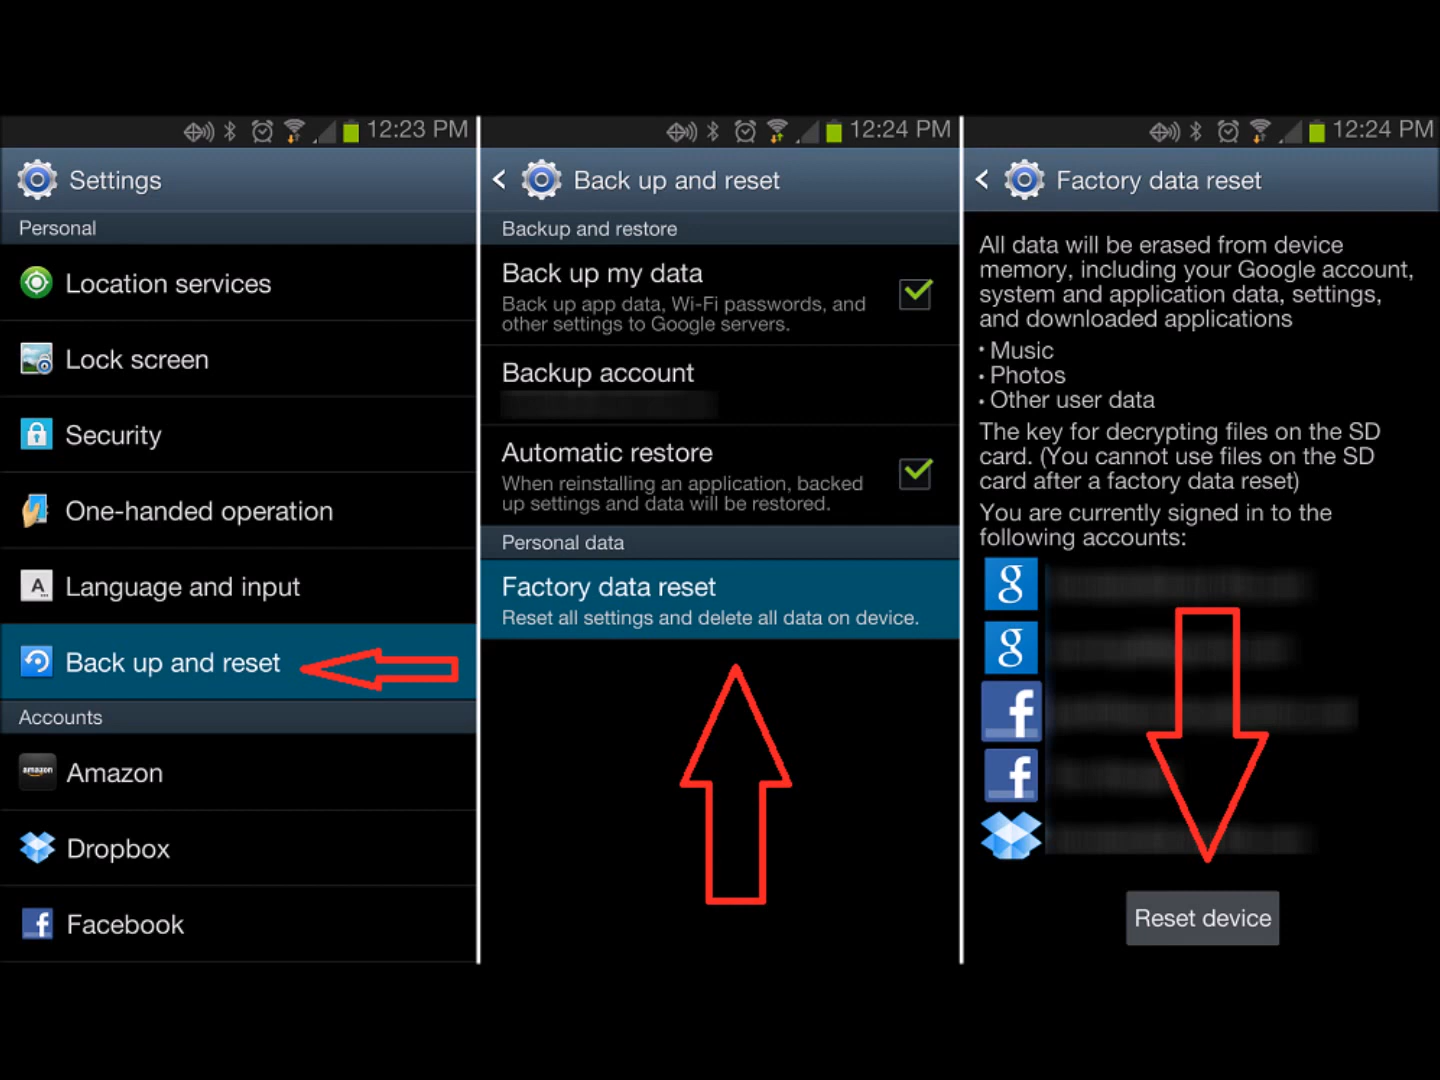 12:23 PM
Settings
Personal
Location services
Lock screen
Security
One-handed operation
Language and input
Back up and reset
Accounts
amazon
Amazon
Dropbox
Facebook
12:24 PM
Back up and reset
Backup and restore
Back up my data
Back up app data, Wi-Fi passwords, and
other settings to Google servers.
Backup account
Automatic restore
When reinstalling an application, backed
up settings and data will be restored.
Personal data
Factory data reset
Reset all settings and delete all data on device.
12:24 PM
Factory data reset
All data will be erased from device
memory, including your Google account,
system and application data, settings,
and downloaded applications
• Music
• Photos
• Other user data
The key for decrypting files on the SD
card. (You cannot use files on the SD
card after a factory data reset)
You are currently signed in to the
following accounts:
Reset device